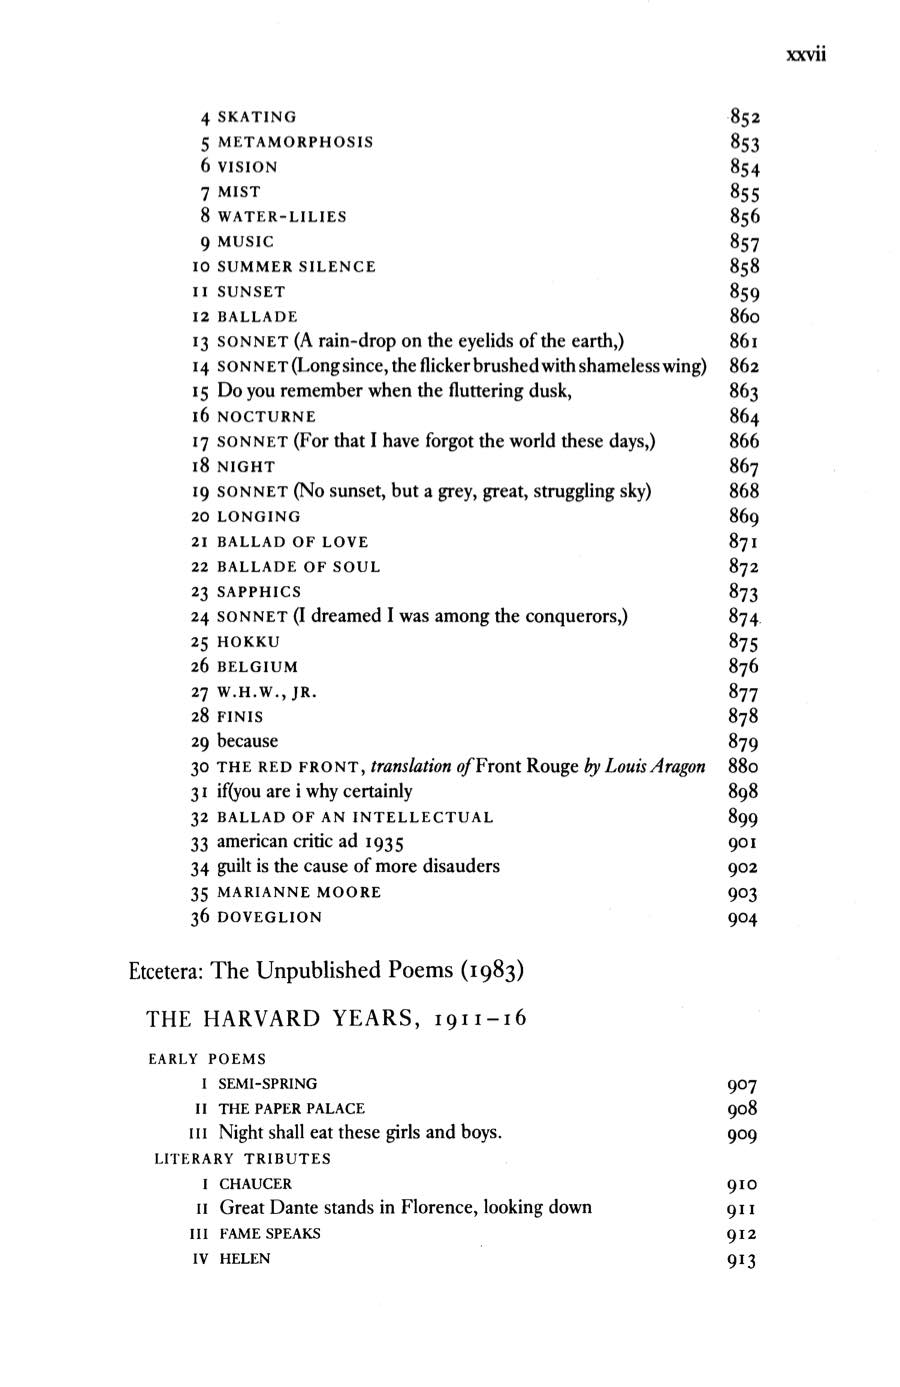 xxvii
4 SKATING 852
5 METAMORPHOSIS 853
6 VISION 854
7 MIST 855
8 WATER-LILIES 856
9 MUSIC 857
10 SUMMER SILENCE 858
11 SUNSET 859
12 BALLADE 860
13 SONNET (A rain-drop on the eyelids of the earth,) 861
14 SONNET (Long since, the flicker brushed with shameless wing) 862
15 Do you remember when the fluttering dusk, 863
16 NOCTURNE 864
17 SONNET (For that I have forgot the world these days,) 866
18 NIGHT 867
19 SONNET (No sunset, but a grey, great, struggling sky) 868
20 LONGING 869
21 BALLAD OF LOVE 871
22 BALLADE OF SOUL 872
23 SAPPHICS 873
24 SONNET (I dreamed I was among the conquerors,) 874
25 HOKKU 875
26 BELGIUM 876
27 W.H.W., JR. 877
28 FINIS 878
29 because 879
30 THE RED FRONT, translation of Front Rouge by Louis Aragon 880
31 if(you are i why certainly 898
32 BALLAD OF AN INTELLECTUAL 899
33 american critic ad 1935 901
34 guilt is the cause of more disauders 902
35 MARIANNE MOORE 903
36 DOVEGLION 904
Etcetera: The Unpublished Poems (1983)
THE HARVARD YEARS, 1911–16
EARLY POEMS
I SEMI-SPRING 907
II THE PAPER PALACE 908
III Night shall eat these girls and boys. 909
LITERARY TRIBUTES
I CHAUCER 910
II Great Dante stands in Florence, looking down 911
III FAME SPEAKS 912
IV HELEN 913